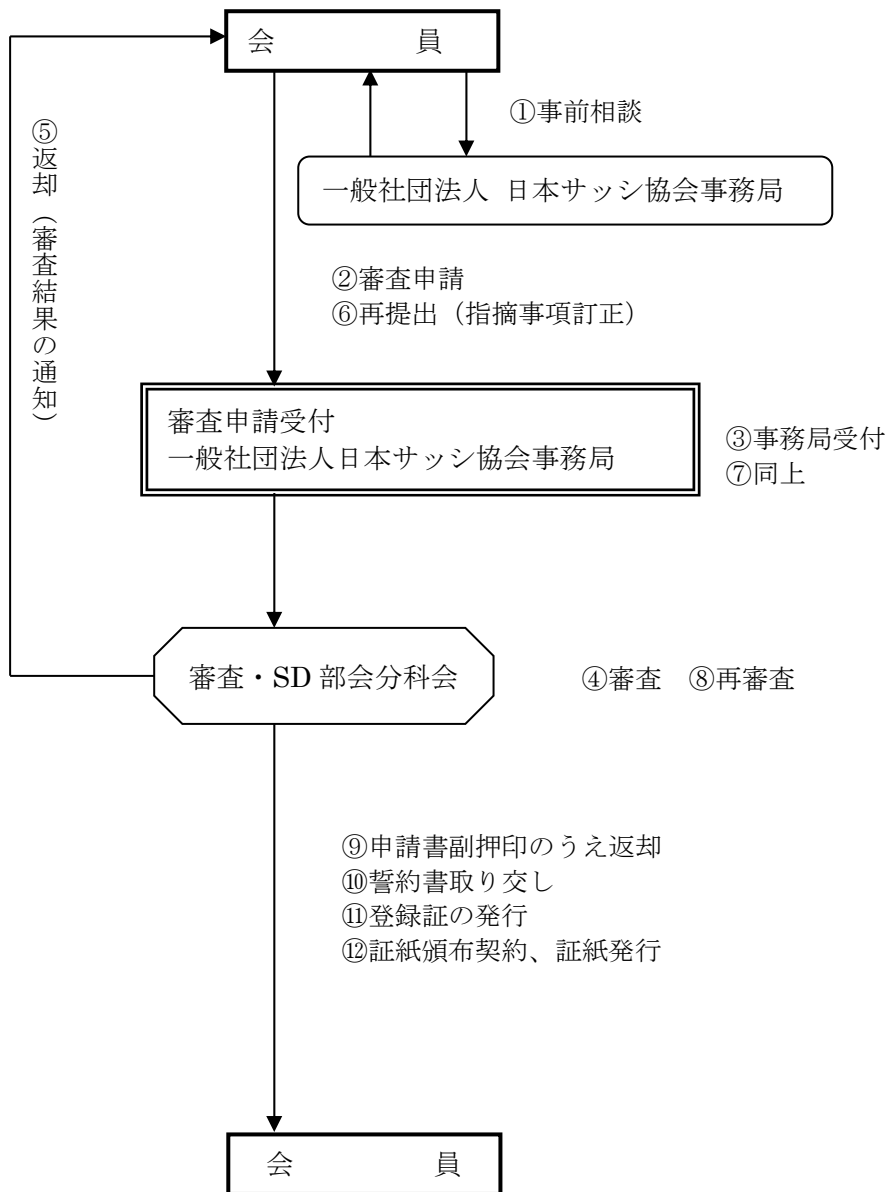 会　　　　員
①事前相談
一般社団法人 日本サッシ協会事務局
⑤返却（審査結果の通知）
②審査申請
⑥再提出（指摘事項訂正）
審査申請受付
一般社団法人日本サッシ協会事務局
③事務局受付
⑦同上
審査・SD 部会分科会
④審査　⑧再審査
⑨申請書副押印のうえ返却
⑩誓約書取り交し
⑪登録証の発行
⑫証紙頒布契約、証紙発行
会　　　　員